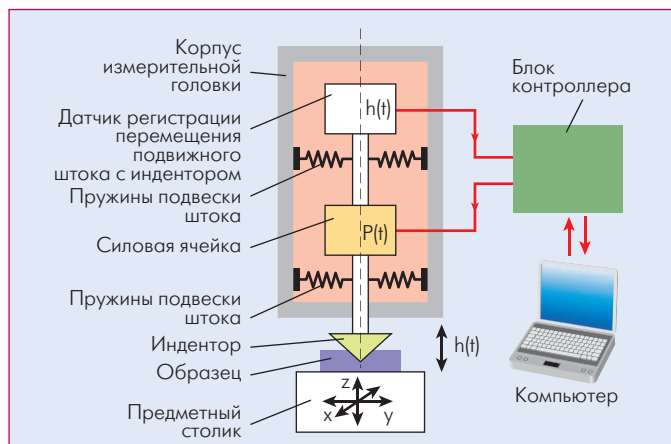 Корпус
измерительной
головки
Датчик регистрации
перемещения
подвижного
штока с индентором
Пружины подвески
штока
Силовая ячейка
Пружины подвески
штока
Индентор
Образец
Предметный
столик
h(t)
P(t)
h(t)
z
x
y
Блок
контроллера
Компьютер